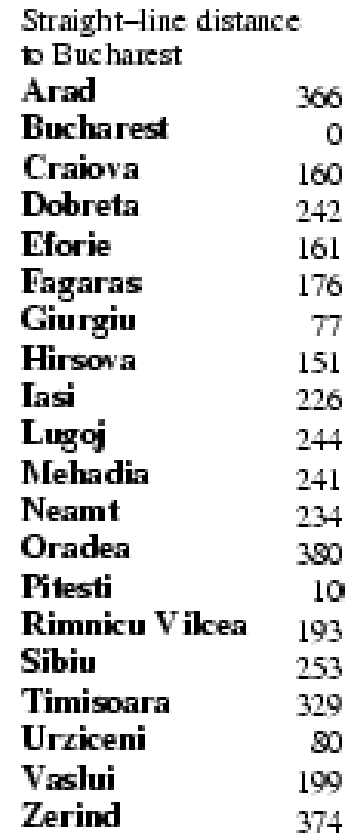 Straight–line distance
to Bucharest
Arad 366
Bucharest 0
Craiova 160
Dobreta 242
Eforie 161
Fagaras 176
Giurgiu 77
Hirsova 151
Iasi 226
Lugoj 244
Mehadia 241
Neamt 234
Oradea 380
Pitesti 10
Rimnicu Vilcea 193
Sibiu 253
Timisoara 329
Urziceni 80
Vaslui 199
Zerind 374